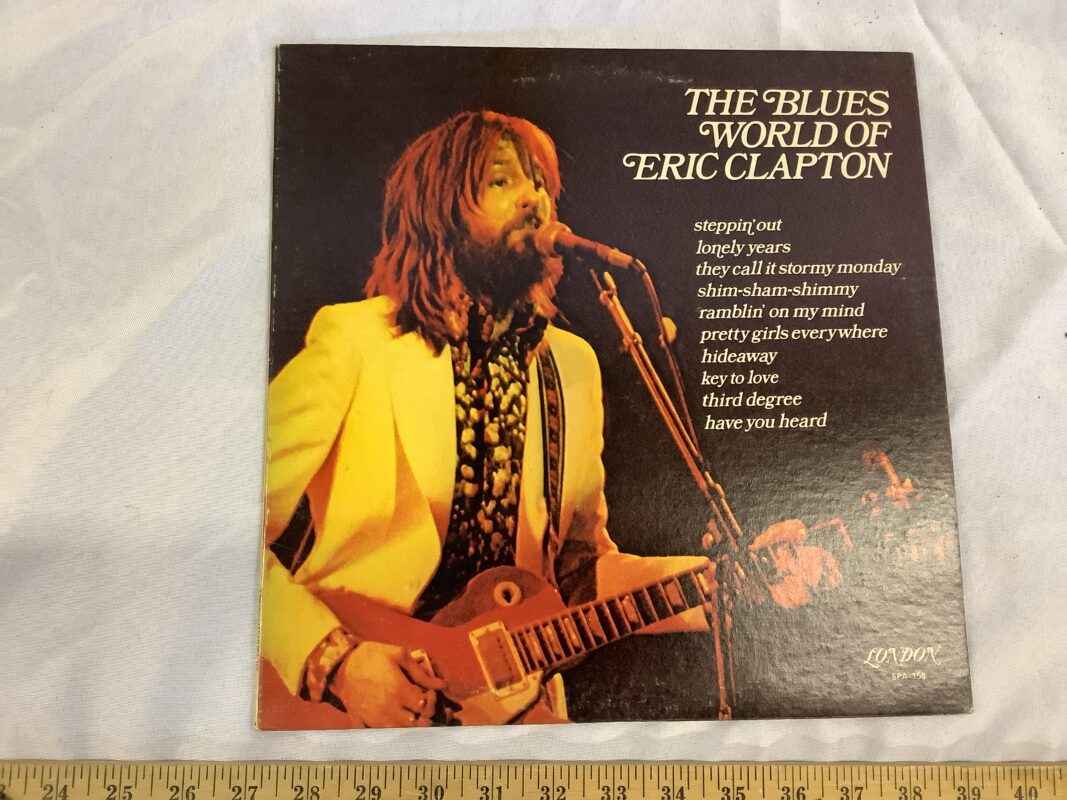 THE BLUES
WORLD OF
ERIC CLAPTON
steppin' out
lonely years
they call it stormy monday
shim-sham-shimmy
ramblin' on my mind
pretty girls everywhere
hideaway
key to love
third degree
have you heard
LONDON
24 25 26 27 28 29 30 31 32 33 34 35 36 37 38 39 40